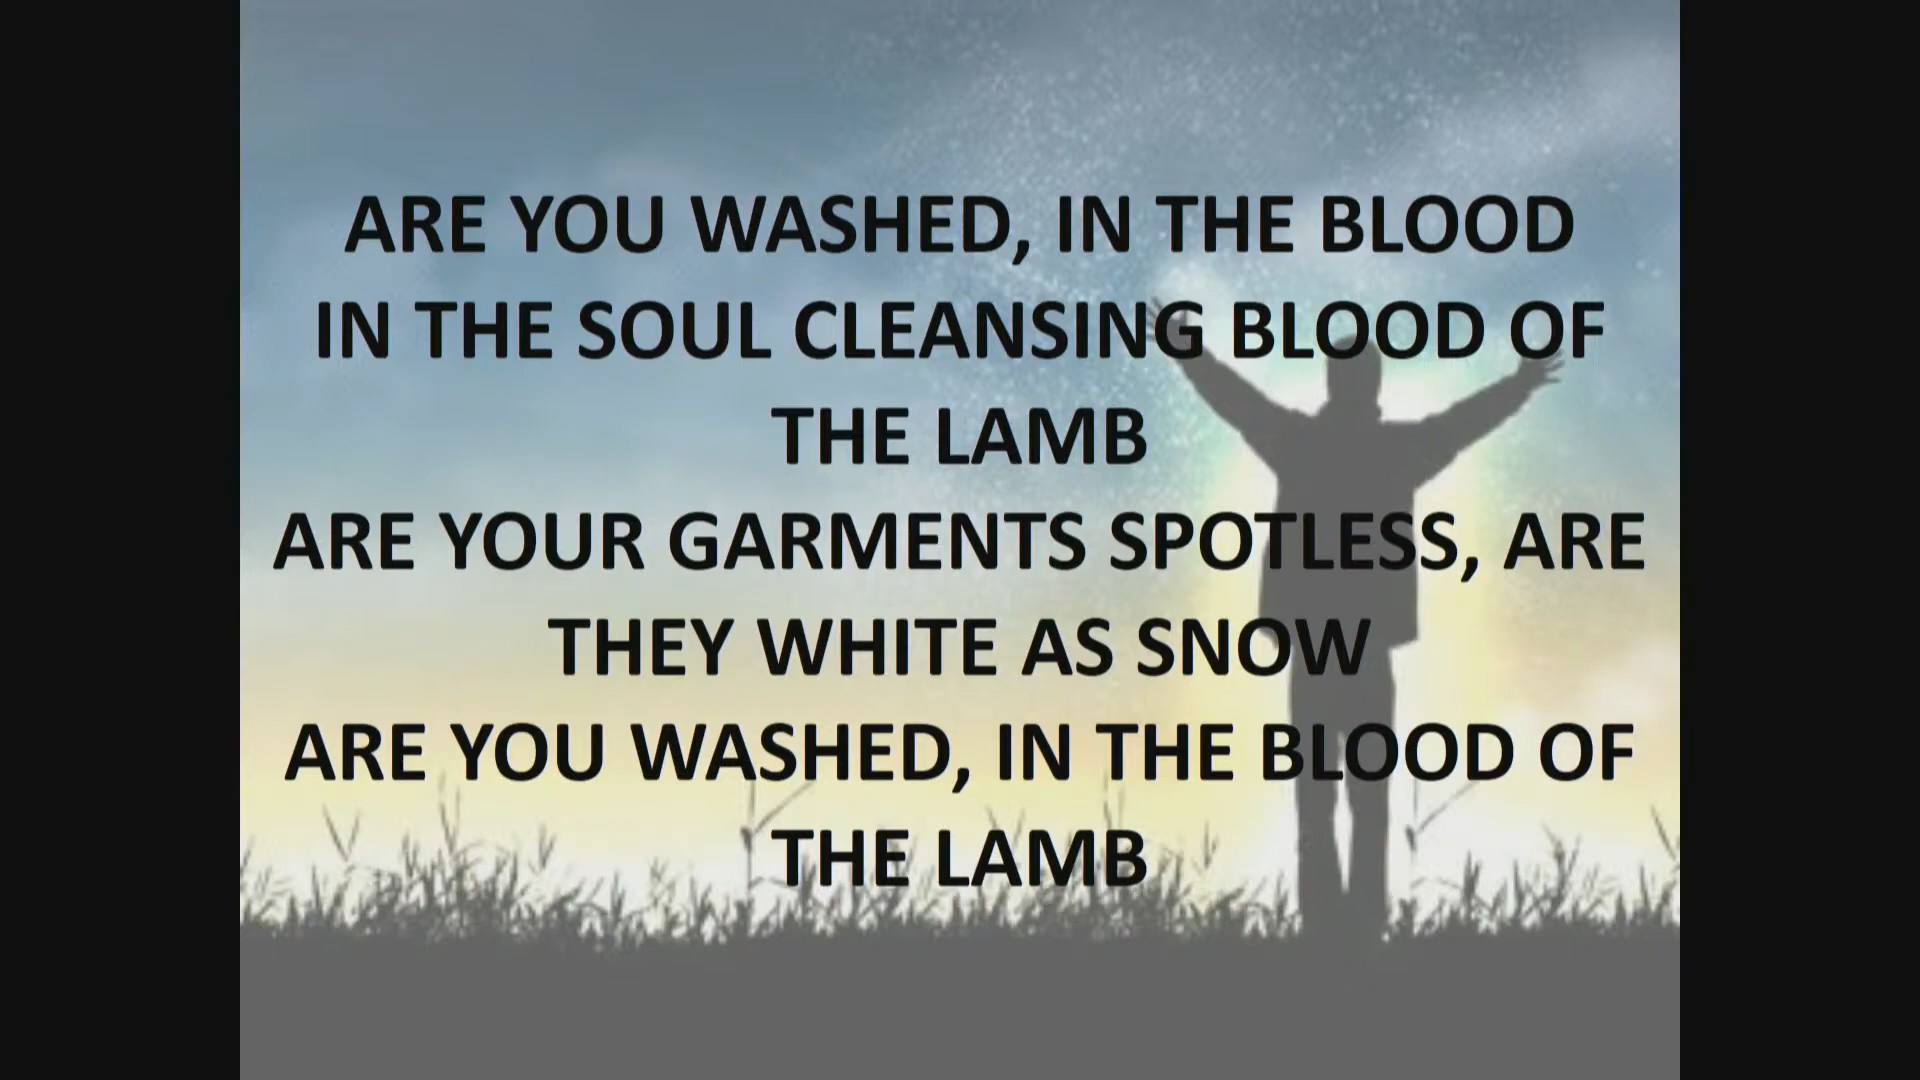 ARE YOU WASHED, IN THE BLOOD
IN THE SOUL CLEANSING BLOOD OF
THE LAMB
ARE YOUR GARMENTS SPOTLESS, ARE
THEY WHITE AS SNOW
ARE YOU WASHED, IN THE BLOOD OF
THE LAMB